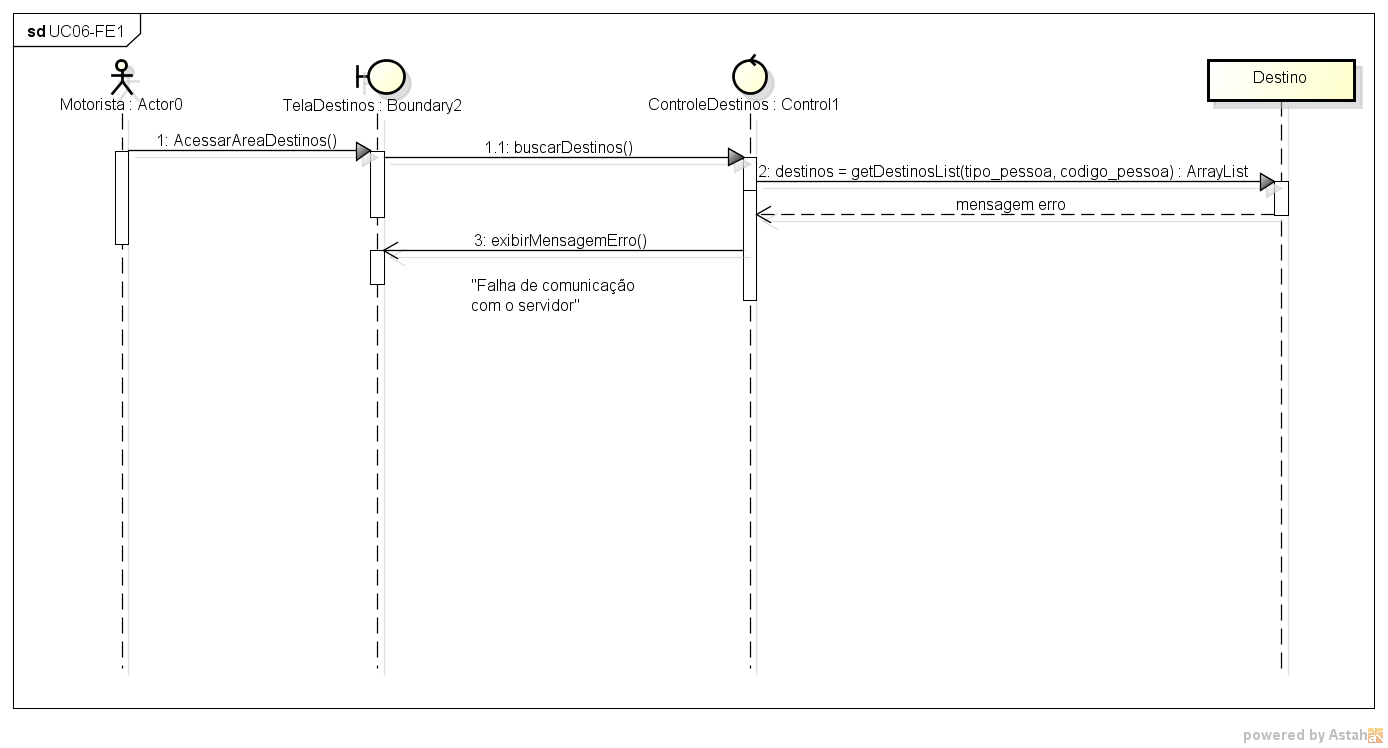 sd UC06-FE1
Motorista : Actor0
TelaDestinos : Boundary2
ControleDestinos : Control1
Destino
1: AcessarAreaDestinos()
1.1: buscarDestinos()
2: destinos = getDestinosList(tipo_pessoa, codigo_pessoa) : ArrayList
mensagem erro
3: exibirMensagemErro()
"Falha de comunicação
com o servidor"
powered by Astah